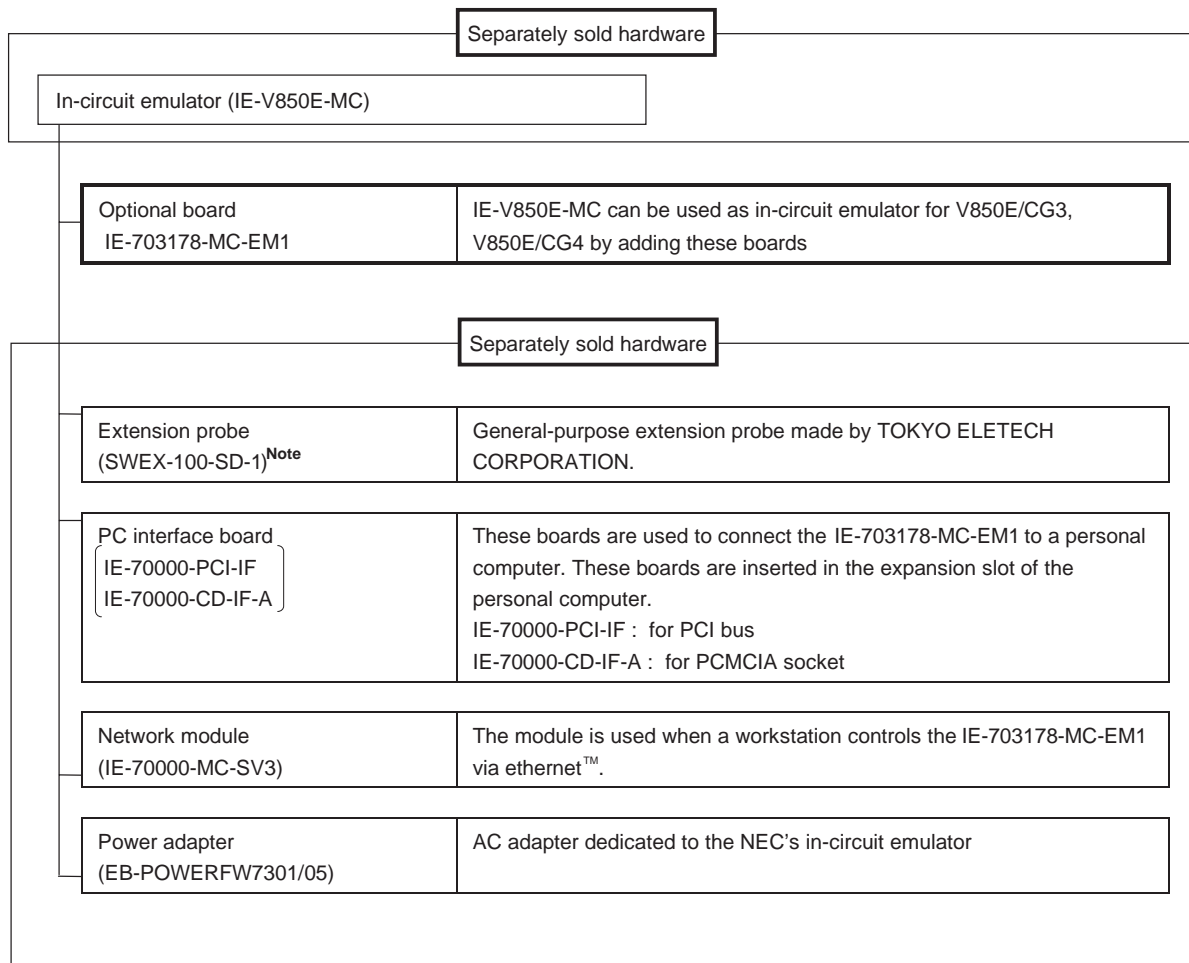 Separately sold hardware
In-circuit emulator (IE-V850E-MC)
Optional board
IE-703178-MC-EM1
IE-V850E-MC can be used as in-circuit emulator for V850E/CG3,
V850E/CG4 by adding these boards
Separately sold hardware
Extension probe
(SWEX-100-SD-1)Note
General-purpose extension probe made by TOKYO ELETECH
CORPORATION.
PC interface board
IE-70000-PCI-IF
IE-70000-CD-IF-A
These boards are used to connect the IE-703178-MC-EM1 to a personal
computer. These boards are inserted in the expansion slot of the
personal computer.
IE-70000-PCI-IF : for PCI bus
IE-70000-CD-IF-A : for PCMCIA socket
Network module
(IE-70000-MC-SV3)
The module is used when a workstation controls the IE-703178-MC-EM1
via ethernet™.
Power adapter
(EB-POWERFW7301/05)
AC adapter dedicated to the NEC's in-circuit emulator